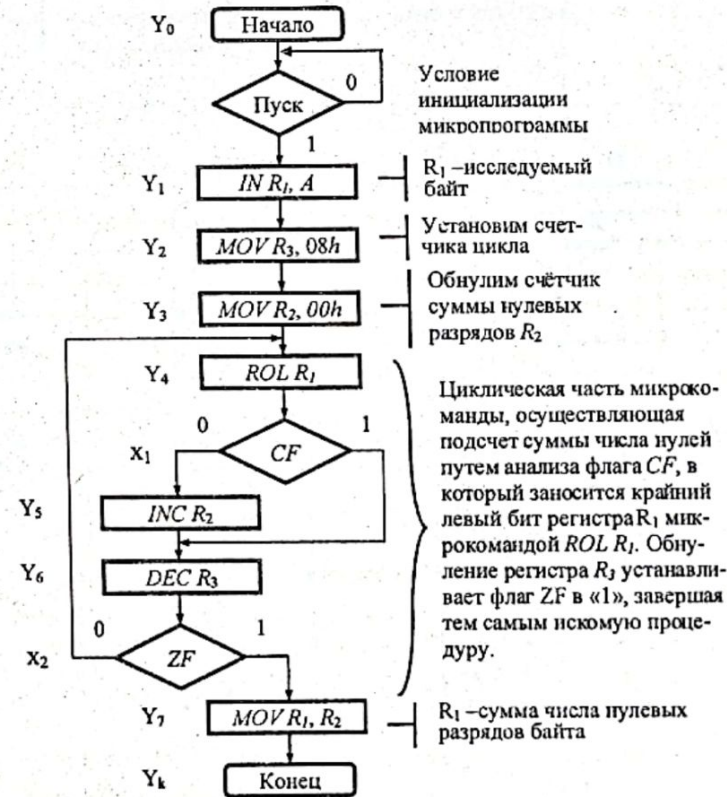 Y₀ Начало
0
Пуск
1
Условие
инициализации
микропрограммы
Y₁ IN R₁, A
R₁ –исследуемый
байт
Y₂ MOV R₃, 08h
Установим счет-
чика цикла
Y₃ MOV R₂, 00h
Обнулим счётчик
суммы нулевых
разрядов R₂
Y₄ ROL R₁
0 1
x₁ CF
Y₅ INC R₂
Y₆ DEC R₃
0 1
x₂ ZF
Циклическая часть микроко-
манды, осуществляющая
подсчет суммы числа нулей
путем анализа флага CF, в
который заносится крайний
левый бит регистра R₁ мик-
рокомандой ROL R₁. Обну-
ление регистра R₃ устанавли-
вает флаг ZF в «1», завершая
тем самым искомую проце-
дуру.
Y₇ MOV R₁, R₂
R₁ –сумма числа нулевых
разрядов байта
Yₖ Конец